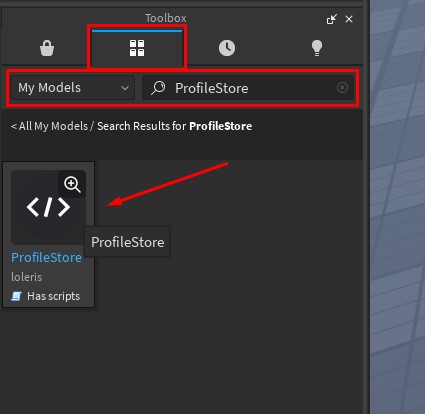 Toolbox
My Models ProfileStore
< All My Models / Search Results for ProfileStore
ProfileStore
ProfileStore
loleris
Has scripts